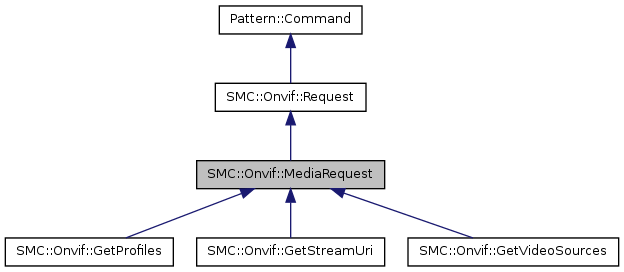 Pattern::Command
SMC::Onvif::Request
SMC::Onvif::MediaRequest
SMC::Onvif::GetProfiles
SMC::Onvif::GetStreamUri
SMC::Onvif::GetVideoSources